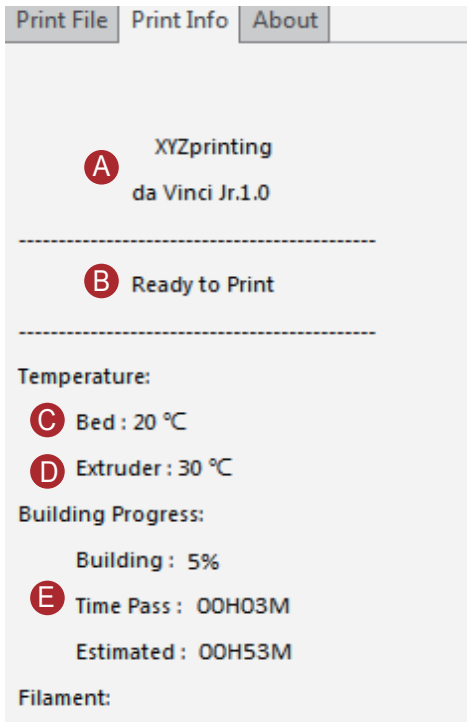 Print File Print Info About
A XYZprinting
da Vinci Jr.1.0
--------------------------------------------
B Ready to Print
--------------------------------------------
Temperature:
C Bed : 20 ℃
D Extruder : 30 ℃
Building Progress:
Building : 5%
E Time Pass : 00H03M
Estimated : 00H53M
Filament: